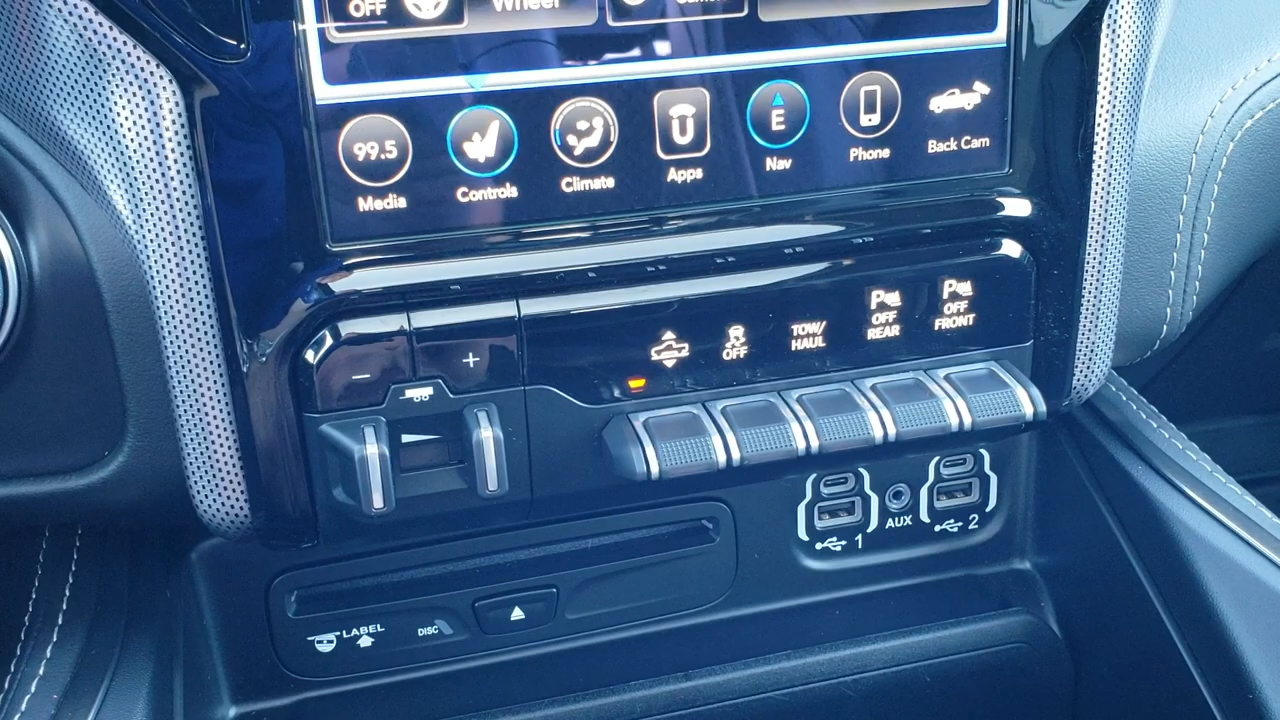 OFF
Wheel
99.5
Media
Controls
Climate
U
Apps
E
Nav
Phone
Back Cam
−
+
OFF
TOW/
HAUL
P
OFF
REAR
P
OFF
FRONT
1
AUX
2
LABEL
DISC